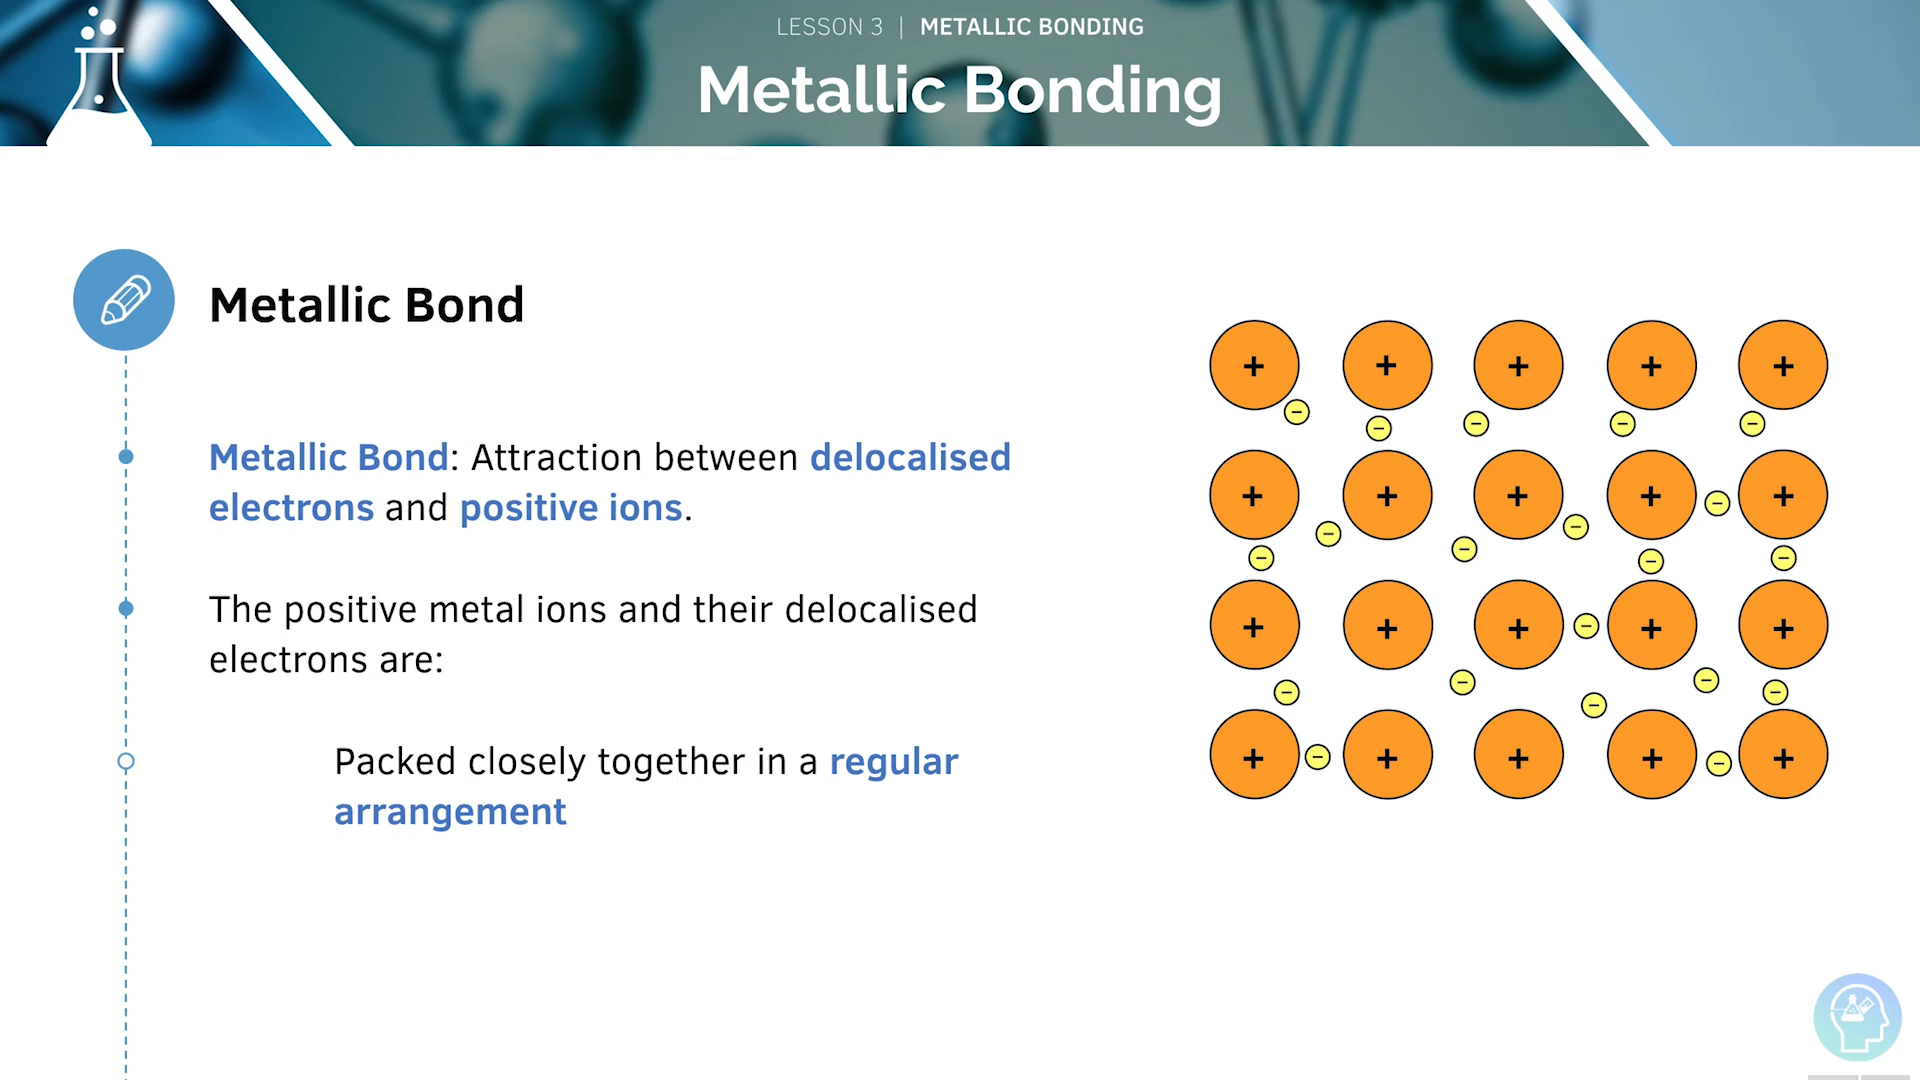 LESSON 3 | METALLIC BONDING
Metallic Bonding
Metallic Bond
Metallic Bond: Attraction between delocalised
electrons and positive ions.
The positive metal ions and their delocalised
electrons are:
Packed closely together in a regular
arrangement
+ + + + +
− − − − −
+ + + + − +
− − −
− − −
+ + + − + +
− − − −
−
+ − + + + − +